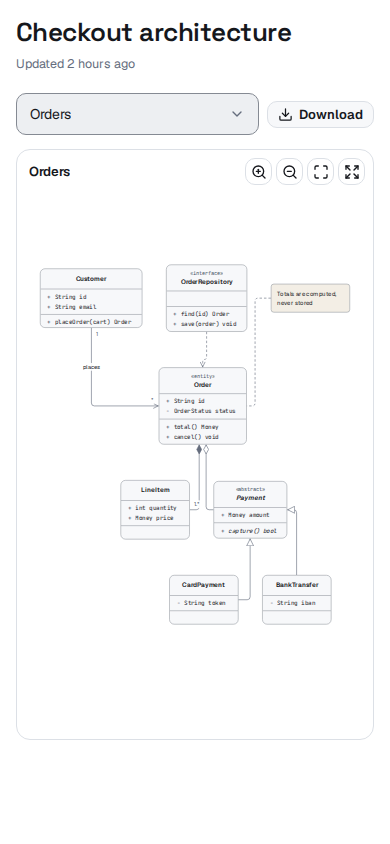 Checkout architecture
Updated 2 hours ago
Orders
Download
Orders
Customer
+ String id
+ String email
+ placeOrder(cart) Order
«interface»
OrderRepository
+ find(id) Order
+ save(order) void
Totals are computed,
never stored
1
places
*
«entity»
Order
+ String id
- OrderStatus status
+ total() Money
+ cancel() void
LineItem
+ int quantity
+ Money price
1..*
«abstract»
Payment
+ Money amount
+ capture() bool
CardPayment
- String token
BankTransfer
- String iban